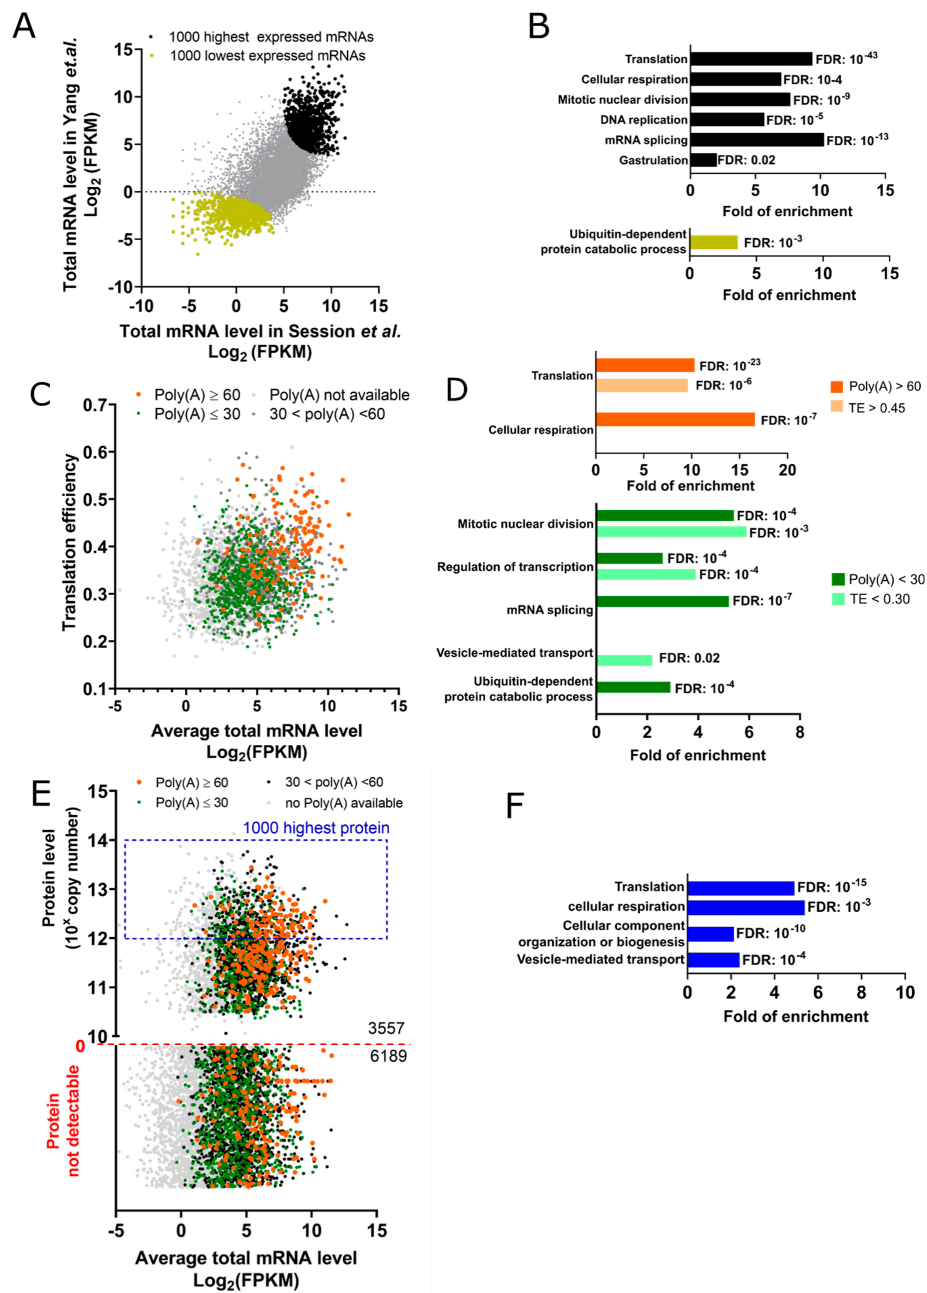 A
1000 highest expressed mRNAs
1000 lowest expressed mRNAs
Total mRNA level in Yang et.al.
Log2 (FPKM)
15
10
5
0
-5
-10
-10 -5 0 5 10 15
Total mRNA level in Session et al.
Log2 (FPKM)
B
Translation FDR: 10-43
Cellular respiration FDR: 10-4
Mitotic nuclear division FDR: 10-9
DNA replication FDR: 10-5
mRNA splicing FDR: 10-13
Gastrulation FDR: 0.02
0 5 10 15
Fold of enrichment
Ubiquitin-dependent
protein catabolic process FDR: 10-3
0 5 10 15
Fold of enrichment
C
Poly(A) ≥ 60 Poly(A) not available
Poly(A) ≤ 30 30 < poly(A) <60
Translation efficiency
0.7
0.6
0.5
0.4
0.3
0.2
0.1
-5 0 5 10 15
Average total mRNA level
Log2(FPKM)
D
Translation FDR: 10-23
FDR: 10-6
Cellular respiration FDR: 10-7
0 5 10 15 20
Fold of enrichment
Poly(A) > 60
TE > 0.45
Mitotic nuclear division FDR: 10-4
FDR: 10-3
Regulation of transcription FDR: 10-4
FDR: 10-4
mRNA splicing FDR: 10-7
Vesicle-mediated transport FDR: 0.02
Ubiquitin-dependent
protein catabolic process FDR: 10-4
0 2 4 6 8
Fold of enrichment
Poly(A) < 30
TE < 0.30
E
Poly(A) ≥ 60 30 < poly(A) <60
Poly(A) ≤ 30 no Poly(A) available
1000 highest protein
Protein level
(10x copy number)
15
14
13
12
11
10
3557
0
6189
Protein
not detectable
-5 0 5 10 15
Average total mRNA level
Log2(FPKM)
F
Translation FDR: 10-15
cellular respiration FDR: 10-3
Cellular component
organization or biogenesis FDR: 10-10
Vesicle-mediated transport FDR: 10-4
0 2 4 6 8 10
Fold of enrichment